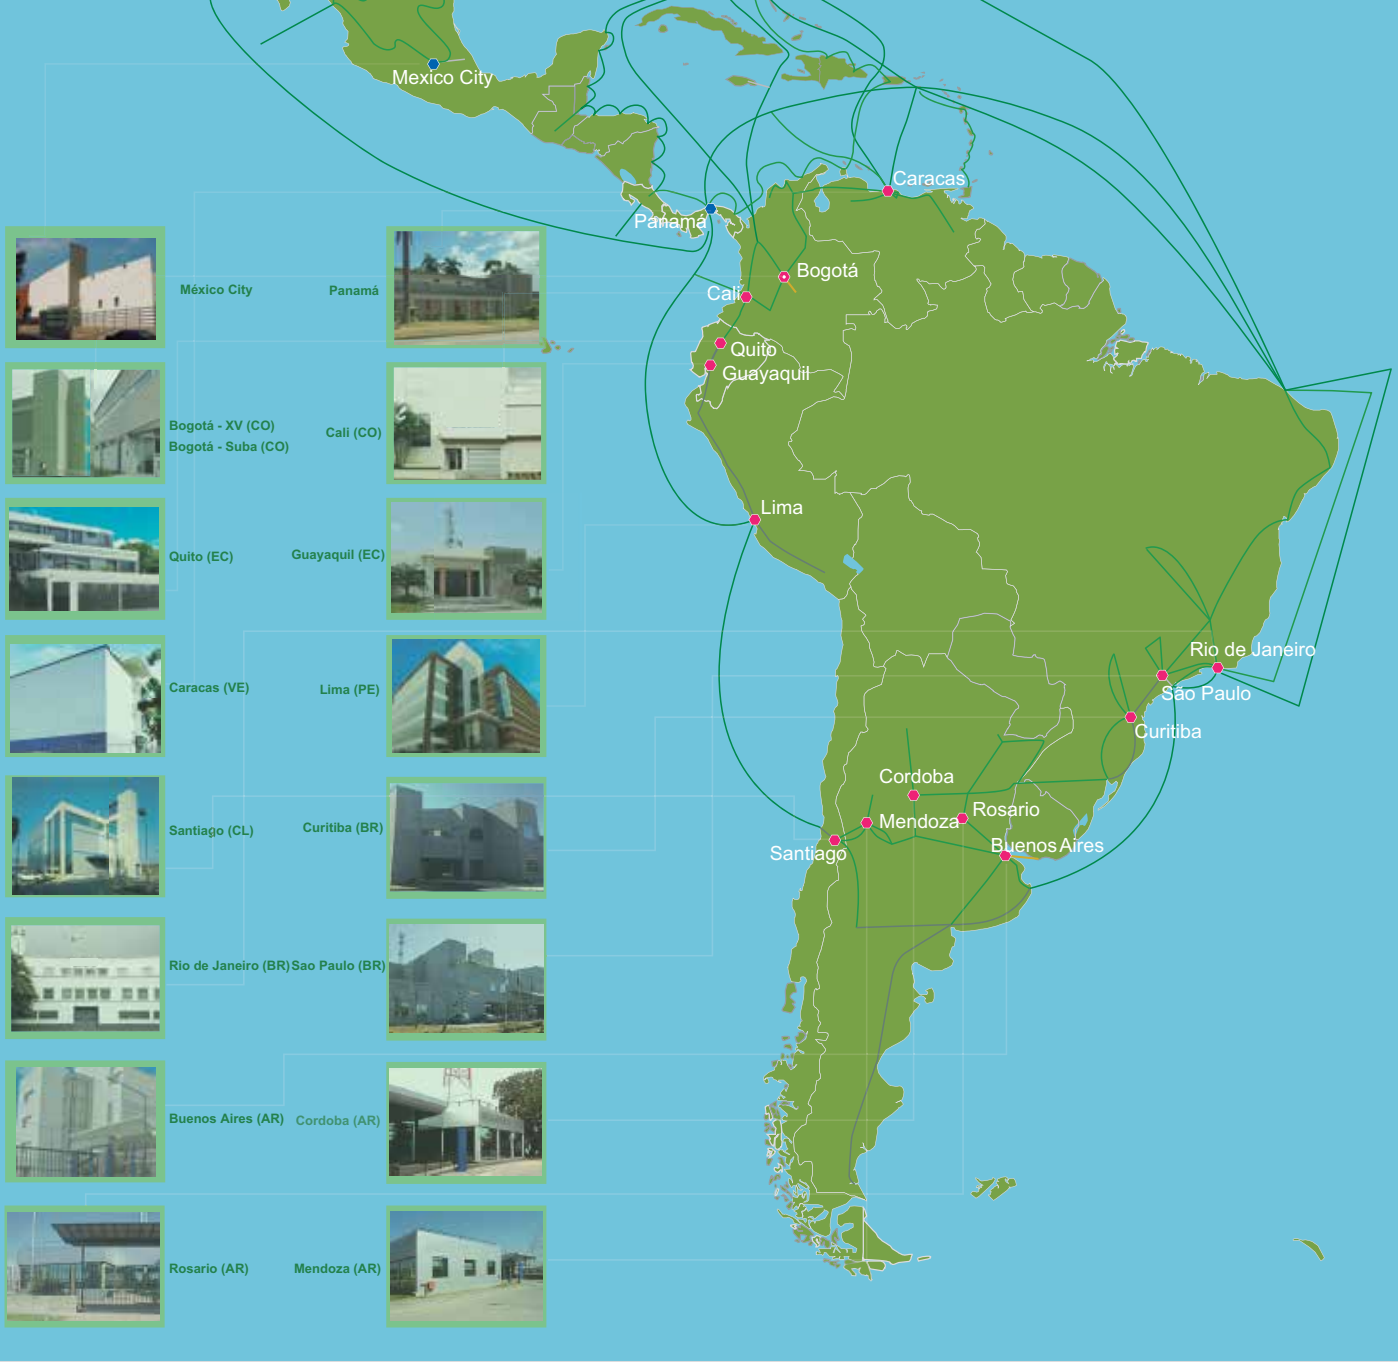 Mexico City
Caracas
Panamá
Bogotá
Cali
Quito
Guayaquil
Lima
Rio de Janeiro
São Paulo
Curitiba
Cordoba
Rosario
Mendoza
Buenos Aires
Santiago
México City
Panamá
Bogotá - XV (CO)
Bogotá - Suba (CO)
Cali (CO)
Quito (EC)
Guayaquil (EC)
Caracas (VE)
Lima (PE)
Santiago (CL)
Curitiba (BR)
Rio de Janeiro (BR)
Sao Paulo (BR)
Buenos Aires (AR)
Cordoba (AR)
Rosario (AR)
Mendoza (AR)